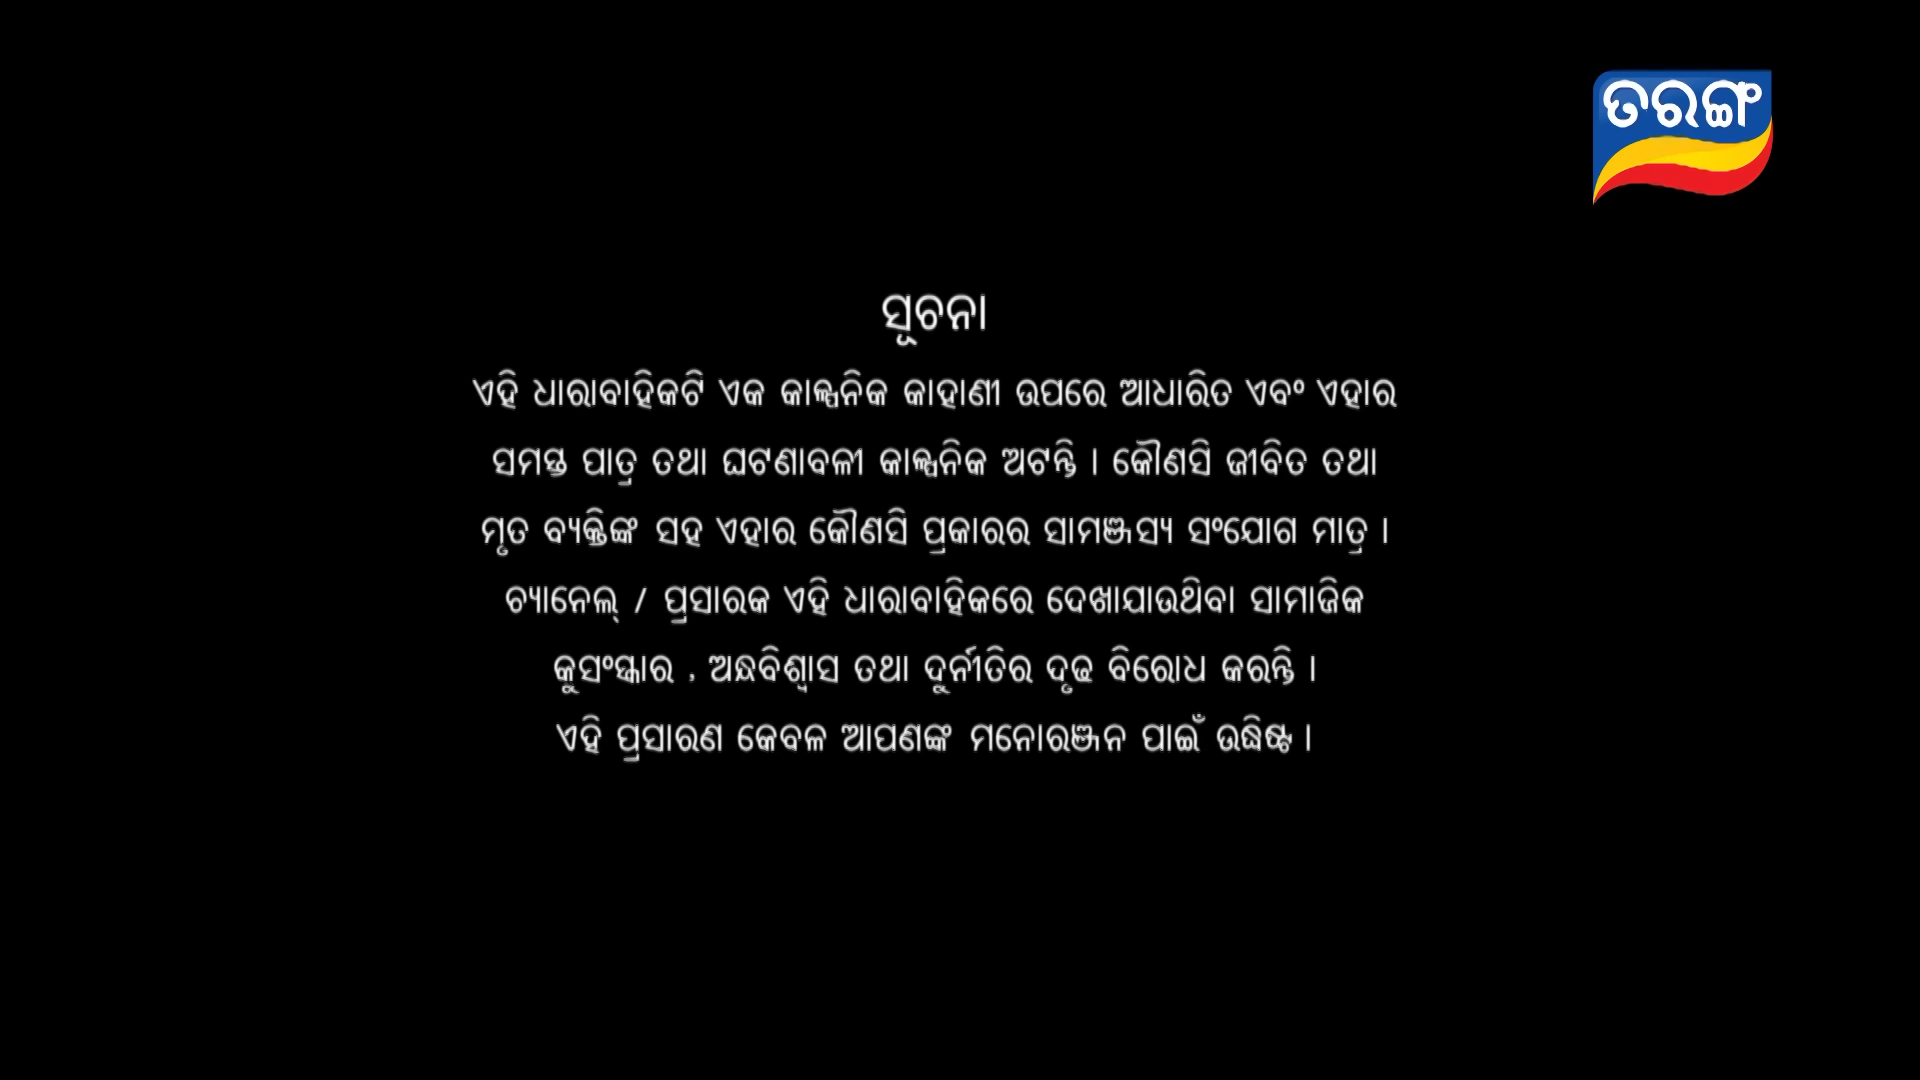 ତରଙ୍ଗ
ସୂଚନା
ଏହି ଧାରାବାହିକଟି ଏକ କାଳ୍ପନିକ କାହାଣୀ ଉପରେ ଆଧାରିତ ଏବଂ ଏହାର
ସମସ୍ତ ପାତ୍ର ତଥା ଘଟଣାବଳୀ କାଳ୍ପନିକ ଅଟନ୍ତି । କୌଣସି ଜୀବିତ ତଥା
ମୃତ ବ୍ୟକ୍ତିଙ୍କ ସହ ଏହାର କୌଣସି ପ୍ରକାରର ସାମଞ୍ଜସ୍ୟ ସଂଯୋଗ ମାତ୍ର ।
ଚ୍ୟାନେଲ୍ / ପ୍ରସାରକ ଏହି ଧାରାବାହିକରେ ଦେଖାଯାଉଥିବା ସାମାଜିକ
କୁସଂସ୍କାର , ଅନ୍ଧବିଶ୍ୱାସ ତଥା ଦୁର୍ନୀତିର ଦୃଢ ବିରୋଧ କରନ୍ତି ।
ଏହି ପ୍ରସାରଣ କେବଳ ଆପଣଙ୍କ ମନୋରଞ୍ଜନ ପାଇଁ ଉଦ୍ଧିଷ୍ଟ ।